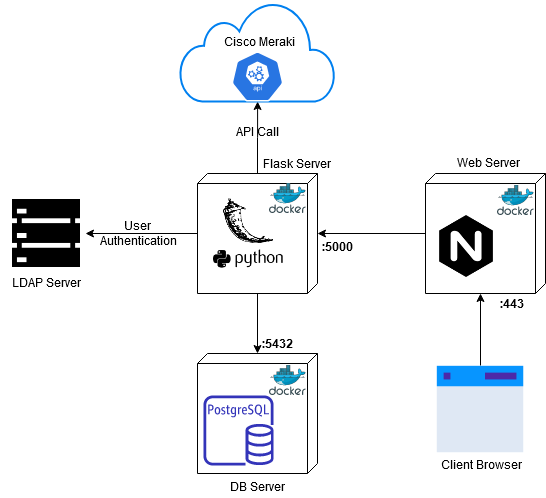 Cisco Meraki
api
API Call
Flask Server
Web Server
docker
docker
User
Authentication
python
:5000
N
LDAP Server
:443
:5432
docker
PostgreSQL
Client Browser
DB Server